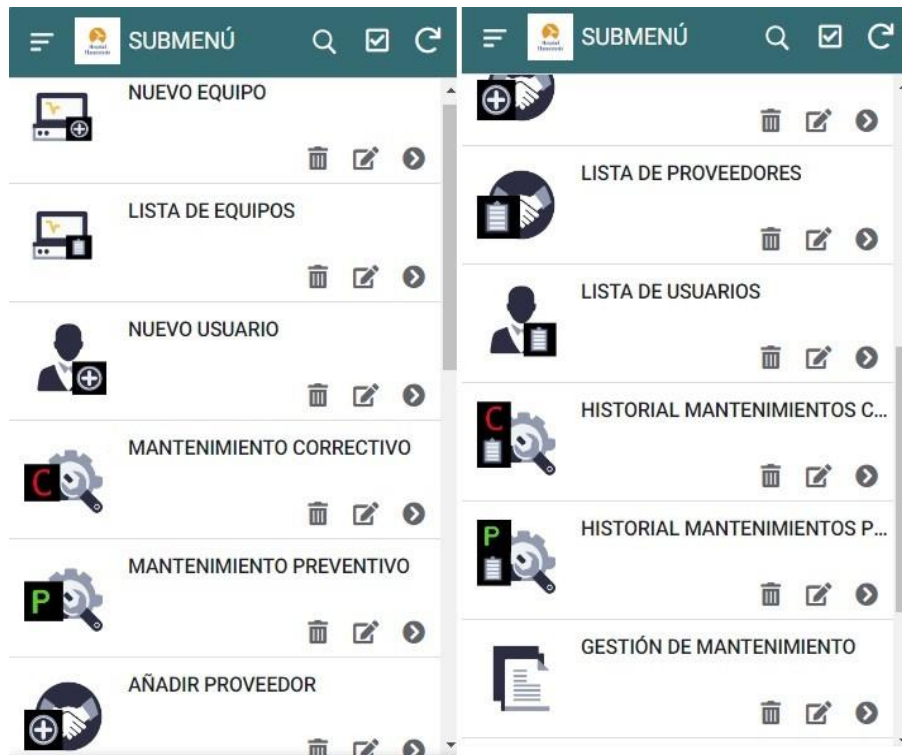 SUBMENÚ
NUEVO EQUIPO
LISTA DE EQUIPOS
NUEVO USUARIO
MANTENIMIENTO CORRECTIVO
C
MANTENIMIENTO PREVENTIVO
P
AÑADIR PROVEEDOR
SUBMENÚ
LISTA DE PROVEEDORES
LISTA DE USUARIOS
HISTORIAL MANTENIMIENTOS C...
C
HISTORIAL MANTENIMIENTOS P...
P
GESTIÓN DE MANTENIMIENTO